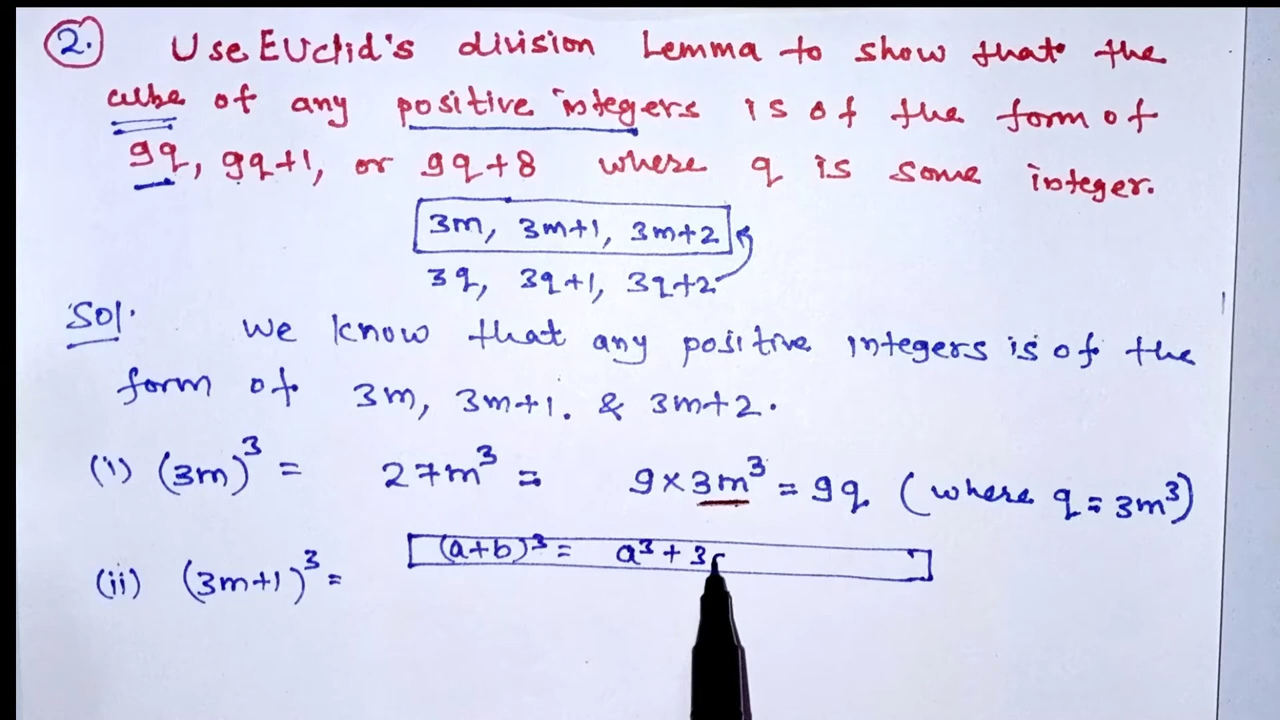 2. Use Euclid's division Lemma to show that the
cube of any positive integers is of the form of
9q, 9q+1, or 9q+8 where q is some integer.
3m, 3m+1, 3m+2
3q, 3q+1, 3q+2
Sol. We know that any positive integers is of the
form of 3m, 3m+1. & 3m+2.
(i) (3m)³ = 27m³ = 9×3m³ = 9q (where q = 3m³)
(a+b)³ = a³ + 3
(ii) (3m+1)³ =